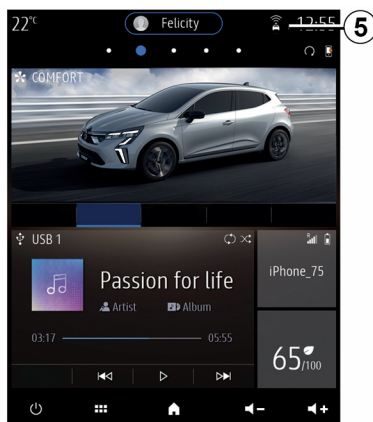 22°C
Felicity
12:55
5
COMFORT
USB 1
R
iPhone_75
Passion for life
Artist
Album
03:17
05:55
65/100